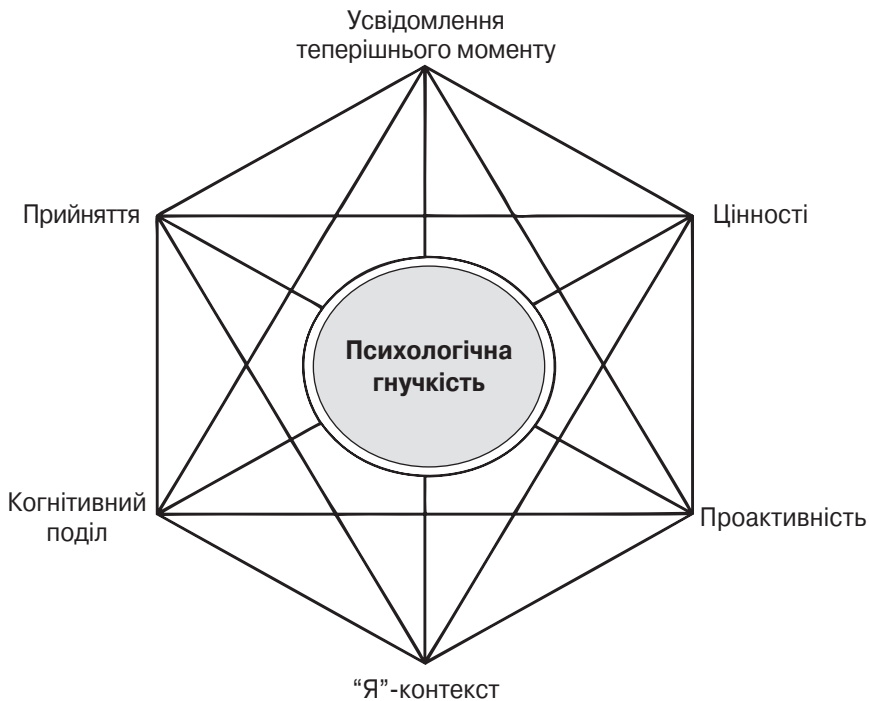 Усвідомлення
теперішнього моменту
Прийняття
Цінності
Психологічна
гнучкість
Когнітивний
поділ
Проактивність
“Я”-контекст